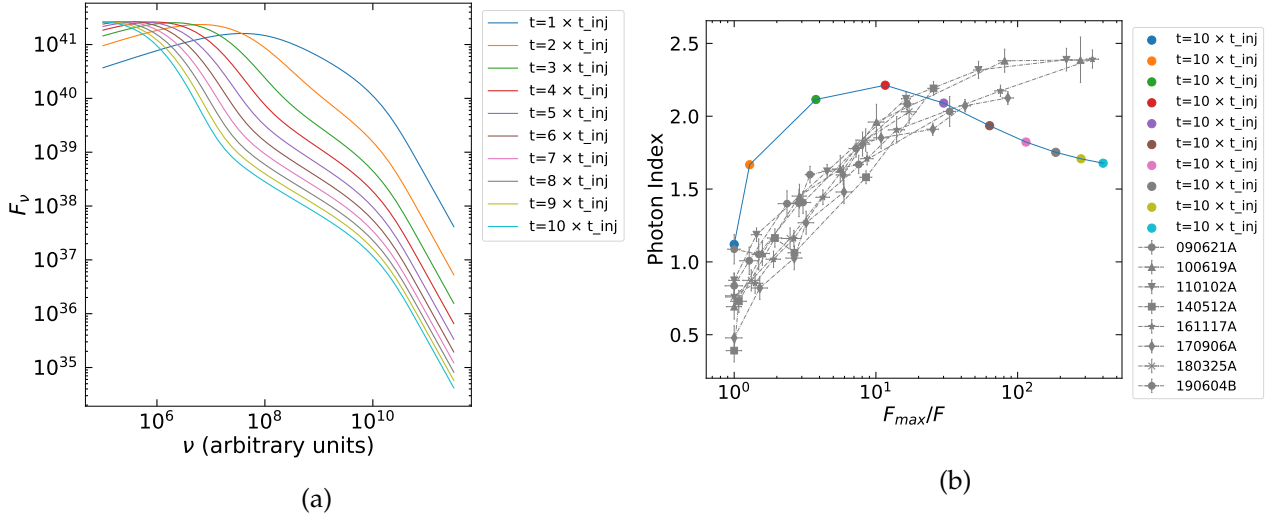 10^41
10^40
10^39
10^38
10^37
10^36
10^35
F_ν
10^6
10^8
10^10
ν (arbitrary units)
t=1 × t_inj
t=2 × t_inj
t=3 × t_inj
t=4 × t_inj
t=5 × t_inj
t=6 × t_inj
t=7 × t_inj
t=8 × t_inj
t=9 × t_inj
t=10 × t_inj
(a)
2.5
2.0
1.5
1.0
0.5
Photon Index
10^0
10^1
10^2
F_max/F
t=10 × t_inj
t=10 × t_inj
t=10 × t_inj
t=10 × t_inj
t=10 × t_inj
t=10 × t_inj
t=10 × t_inj
t=10 × t_inj
t=10 × t_inj
t=10 × t_inj
090621A
100619A
110102A
140512A
161117A
170906A
180325A
190604B
(b)